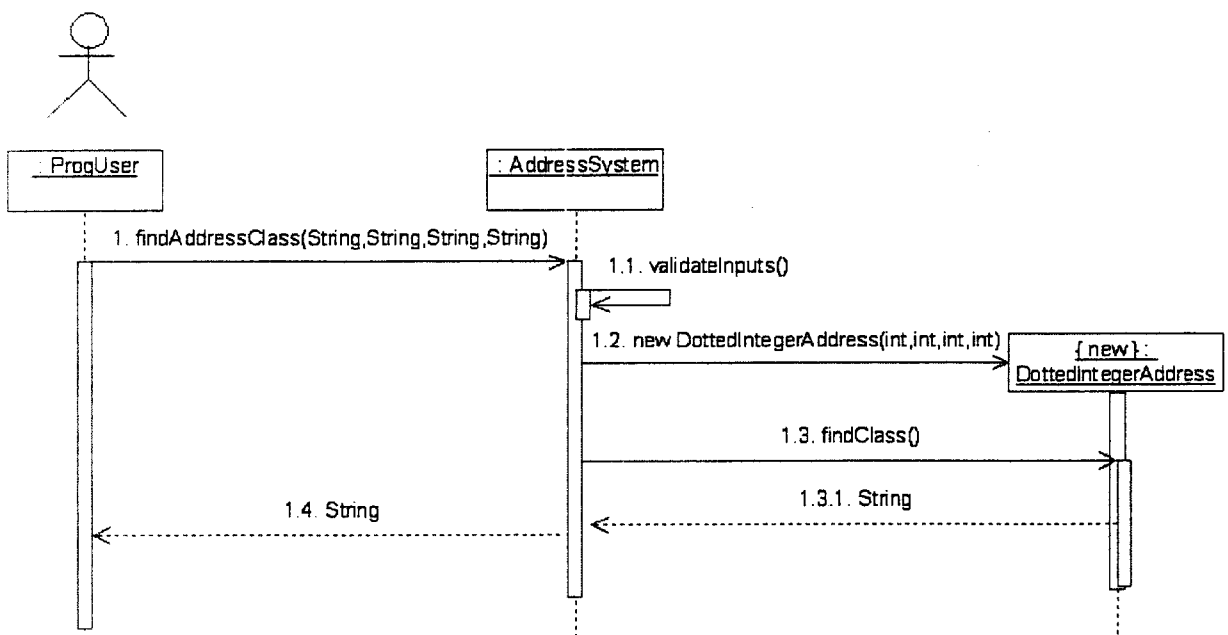 : ProgUser
: AddressSystem
1. findAddressClass(String,String,String,String)
1.1. validateInputs()
1.2. new DottedIntegerAddress(int,int,int,int)
{new}:
DottedIntegerAddress
1.3. findClass()
1.3.1. String
1.4. String